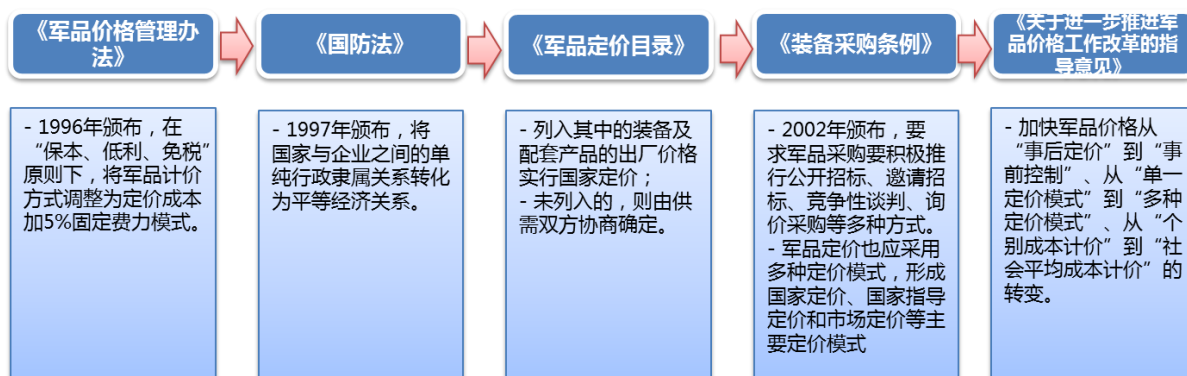 《军品价格管理办
法》
《国防法》
《军品定价目录》
《装备采购条例》
《关于进一步推进军
品价格工作改革的指
导意见》
- 1996年颁布，在
“保本、低利、免税”
原则下，将军品计价
方式调整为定价成本
加5%固定费力模式。
- 1997年颁布，将
国家与企业之间的单
纯行政隶属关系转化
为平等经济关系。
- 列入其中的装备及
配套产品的出厂价格
实行国家定价；
- 未列入的，则由供
需双方协商确定。
- 2002年颁布，要
求军品采购要积极推
行公开招标、邀请招
标、竞争性谈判、询
价采购等多种方式。
- 军品定价也应采用
多种定价模式，形成
国家定价、国家指导
定价和市场定价等主
要定价模式
- 加快军品价格从
“事后定价”到“事
前控制”、从“单一
定价模式”到“多种
定价模式”、从“个
别成本计价”到“社
会平均成本计价”的
转变。